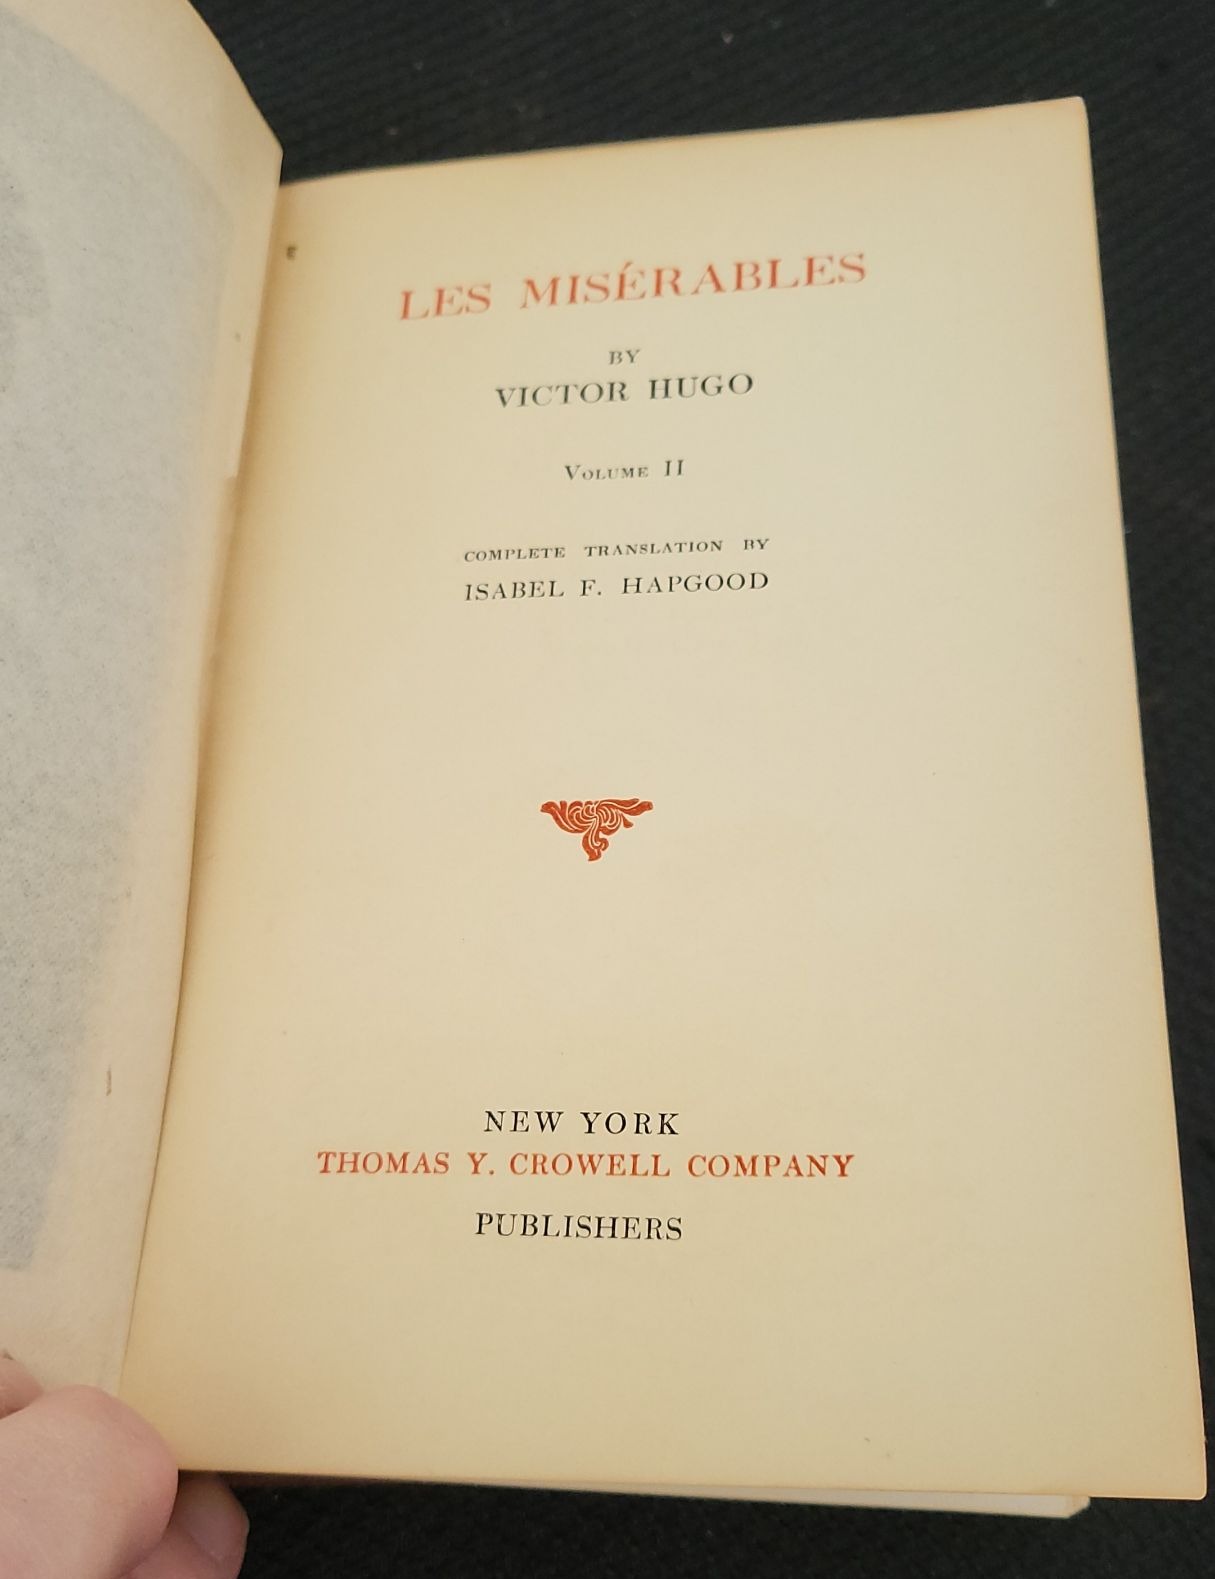 LES MISÉRABLES
BY
VICTOR HUGO
VOLUME II
COMPLETE TRANSLATION BY
ISABEL F. HAPGOOD
NEW YORK
THOMAS Y. CROWELL COMPANY
PUBLISHERS